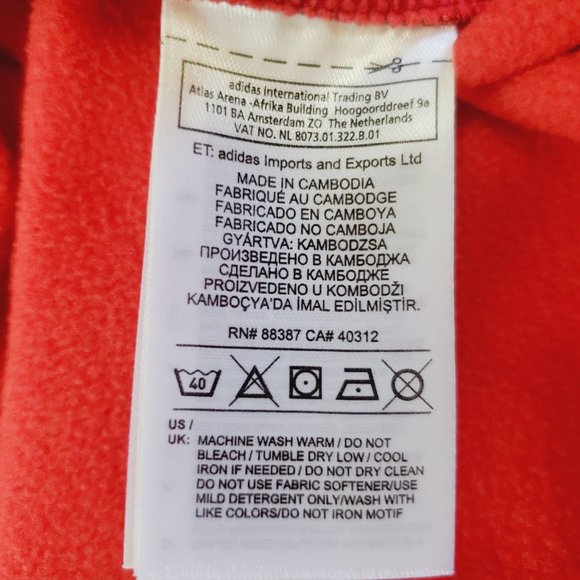 adidas International Trading BV
Atlas Arena -Afrika Building Hoogoorddreef 9a
1101 BA Amsterdam ZO The Netherlands
VAT NO. NL 8073.01.322.B.01
ET: adidas Imports and Exports Ltd
MADE IN CAMBODIA
FABRIQUÉ AU CAMBODGE
FABRICADO EN CAMBOYA
FABRICADO NO CAMBOJA
GYÁRTVA: KAMBODZSA
ПРОИЗВЕДЕНО В КАМБОДЖА
СДЕЛАНО В КАМБОДЖЕ
PROIZVEDENO U KOMBODŽI
KAMBOÇYA'DA İMAL EDİLMİŞTİR.
RN# 88387 CA# 40312
40
US /
UK: MACHINE WASH WARM / DO NOT
BLEACH / TUMBLE DRY LOW / COOL
IRON IF NEEDED / DO NOT DRY CLEAN
DO NOT USE FABRIC SOFTENER/USE
MILD DETERGENT ONLY/WASH WITH
LIKE COLORS/DO NOT IRON MOTIF